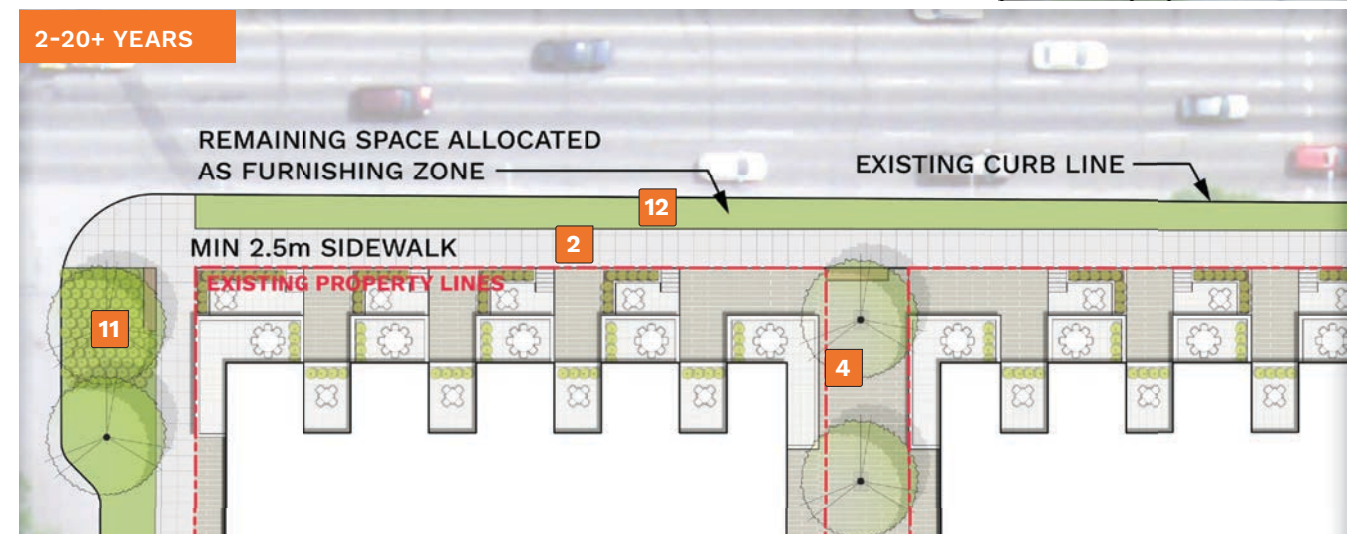 2-20+ YEARS
REMAINING SPACE ALLOCATED
AS FURNISHING ZONE
EXISTING CURB LINE
12
MIN 2.5m SIDEWALK
2
EXISTING PROPERTY LINES
11
4